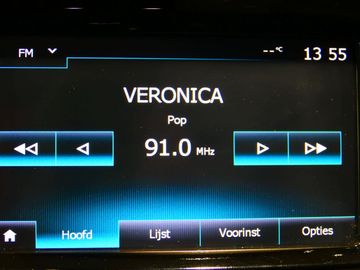 FM --°C 13 55
VERONICA
Pop
91.0 MHz
Hoofd Lijst Voorinst Opties